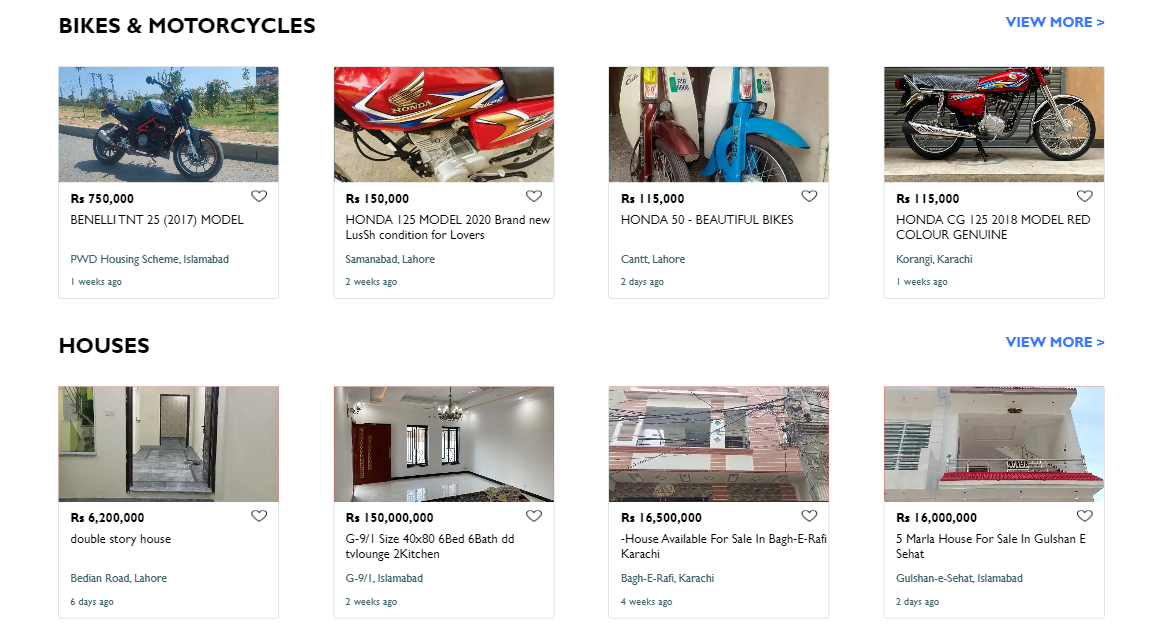 BIKES & MOTORCYCLES
VIEW MORE >
HONDA
Rs 750,000
BENELLI TNT 25 (2017) MODEL
PWD Housing Scheme, Islamabad
1 weeks ago
Rs 150,000
HONDA 125 MODEL 2020 Brand new
LusSh condition for Lovers
Samanabad, Lahore
2 weeks ago
Rs 115,000
HONDA 50 - BEAUTIFUL BIKES
Cantt, Lahore
2 days ago
Rs 115,000
HONDA CG 125 2018 MODEL RED
COLOUR GENUINE
Korangi, Karachi
1 weeks ago
HOUSES
VIEW MORE >
Rs 6,200,000
double story house
Bedian Road, Lahore
6 days ago
Rs 150,000,000
G-9/1 Size 40x80 6Bed 6Bath dd
tvlounge 2Kitchen
G-9/1, Islamabad
2 weeks ago
Rs 16,500,000
-House Available For Sale In Bagh-E-Rafi
Karachi
Bagh-E-Rafi, Karachi
4 weeks ago
Rs 16,000,000
5 Marla House For Sale In Gulshan E
Sehat
Gulshan-e-Sehat, Islamabad
2 days ago